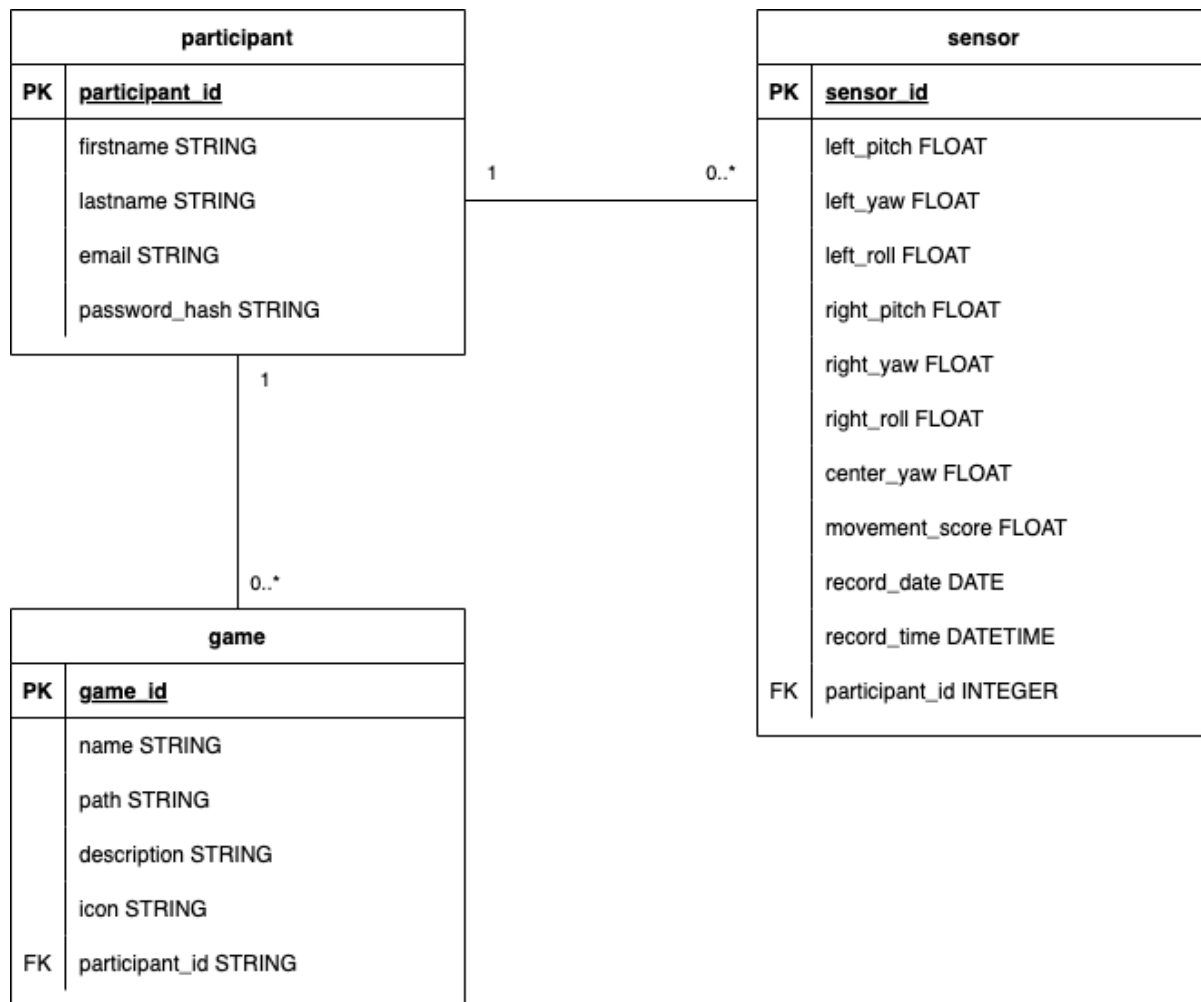 participant
PK participant_id
firstname STRING
lastname STRING
email STRING
password_hash STRING
1
0..*
sensor
PK sensor_id
left_pitch FLOAT
left_yaw FLOAT
left_roll FLOAT
right_pitch FLOAT
right_yaw FLOAT
right_roll FLOAT
center_yaw FLOAT
movement_score FLOAT
record_date DATE
record_time DATETIME
FK participant_id INTEGER
1
0..*
game
PK game_id
name STRING
path STRING
description STRING
icon STRING
FK participant_id STRING